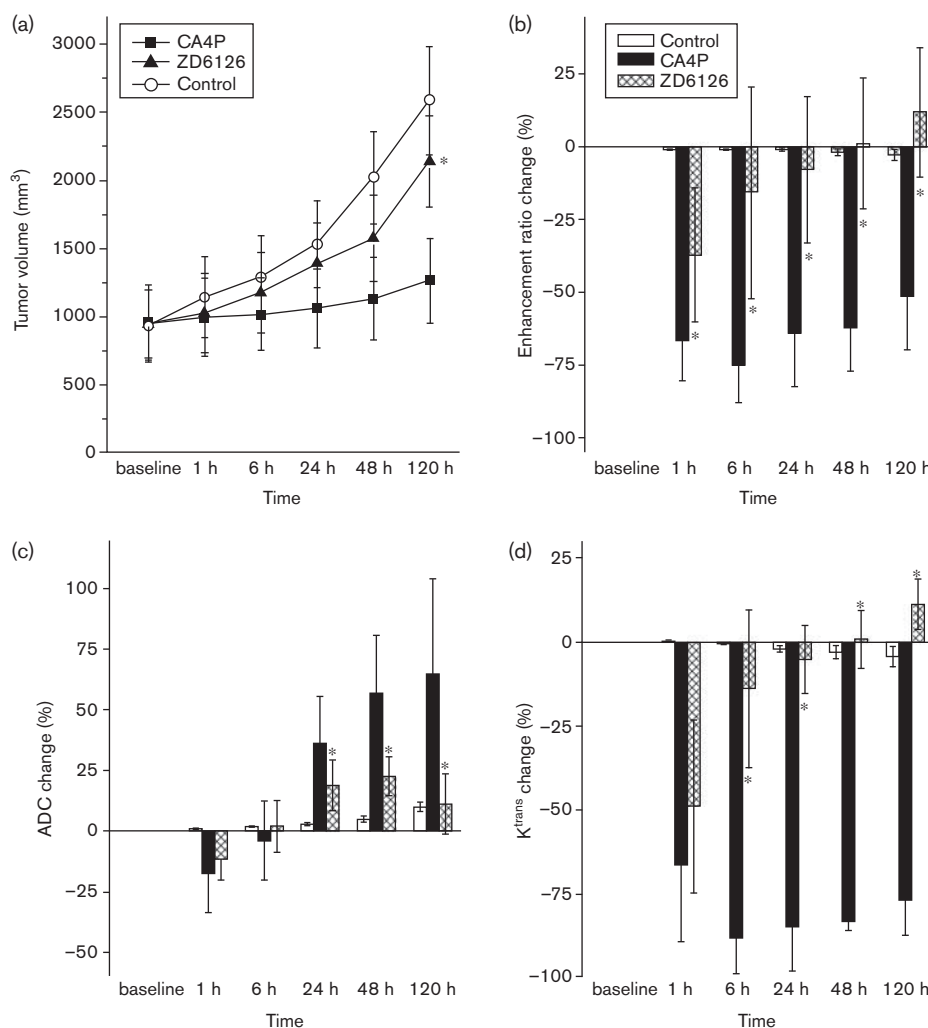 (a)
CA4P
ZD6126
Control
3000
2500
2000
1500
1000
500
0
Tumor volume (mm³)
*
baseline 1 h 6 h 24 h 48 h 120 h
Time
(b)
Control
CA4P
ZD6126
25
0
−25
−50
−75
−100
Enhancement ratio change (%)
* * * * *
1 h 6 h 24 h 48 h 120 h
baseline
Time
(c)
100
75
50
25
0
−25
−50
ADC change (%)
* * *
baseline 1 h 6 h 24 h 48 h 120 h
Time
(d)
25
0
−25
−50
−75
−100
Kᵗʳᵃⁿˢ change (%)
* * * *
baseline 1 h 6 h 24 h 48 h 120 h
Time